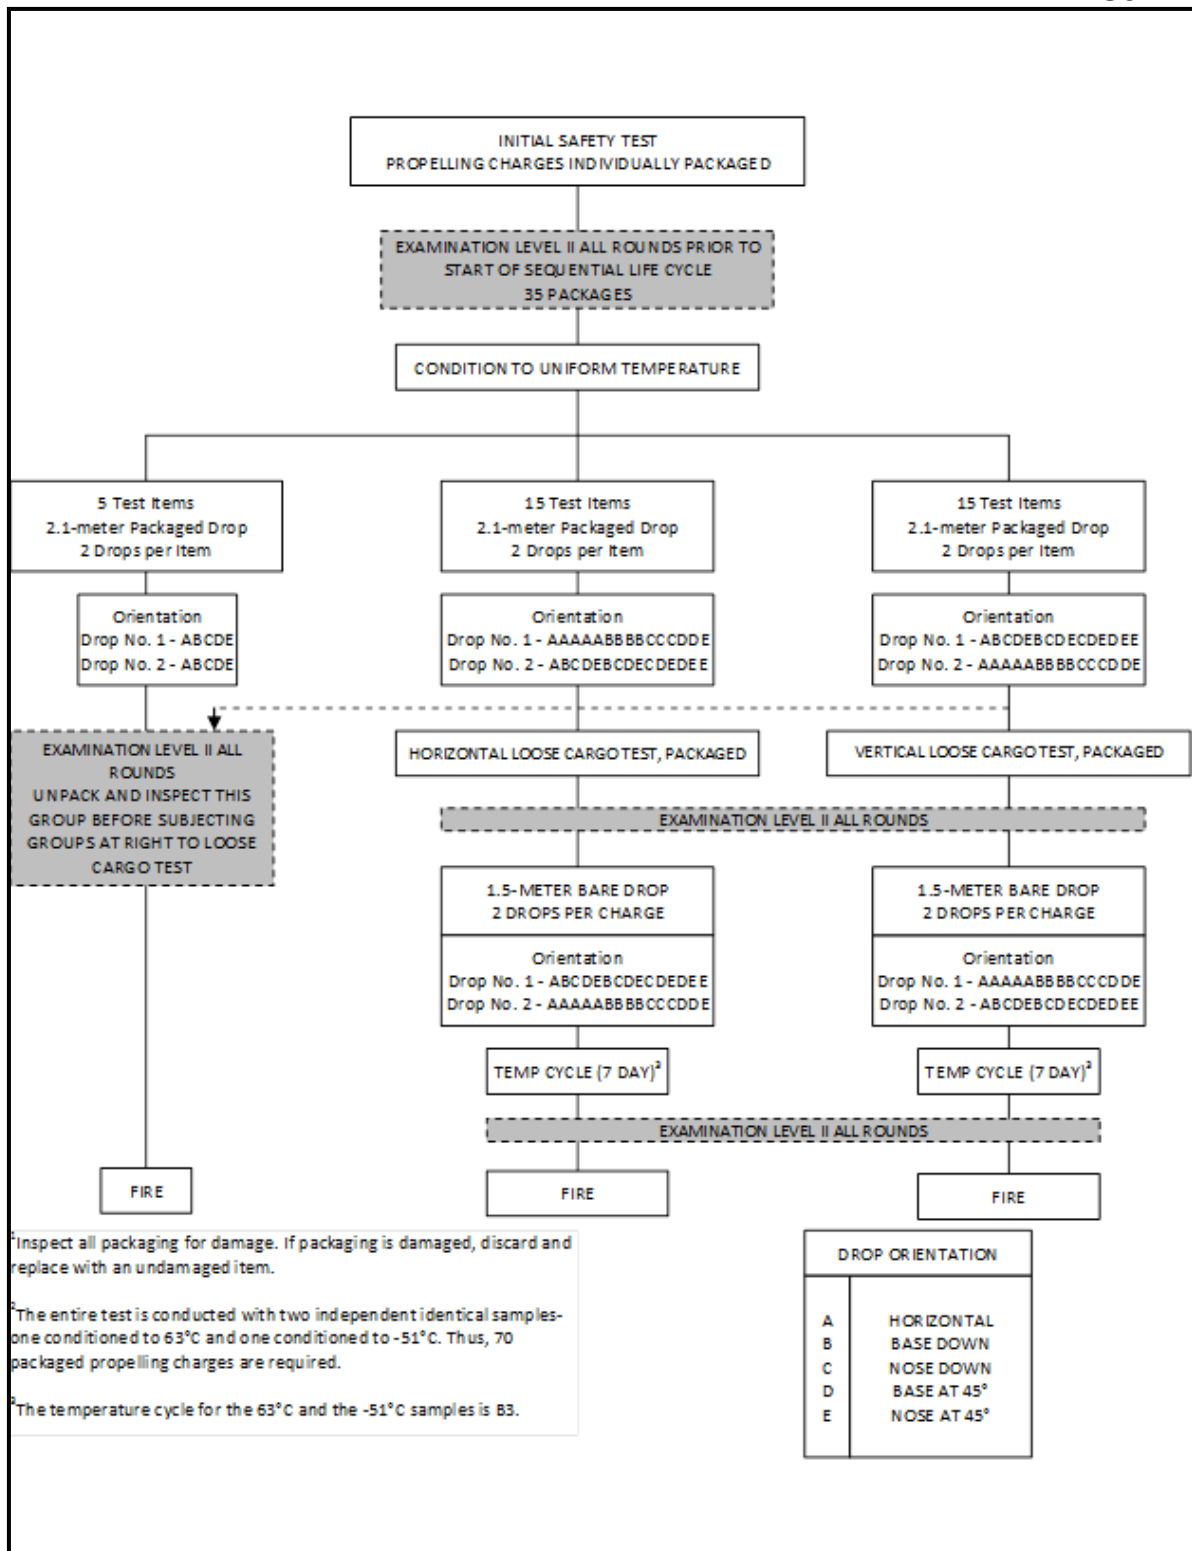 INITIAL SAFETY TEST
PROPELLING CHARGES INDIVIDUALLY PACKAGED
EXAMINATION LEVEL II ALL ROUNDS PRIOR TO
START OF SEQUENTIAL LIFE CYCLE
35 PACKAGES
CONDITION TO UNIFORM TEMPERATURE
5 Test Items
2.1-meter Packaged Drop
2 Drops per Item
15 Test Items
2.1-meter Packaged Drop
2 Drops per Item
15 Test Items
2.1-meter Packaged Drop
2 Drops per Item
Orientation
Drop No. 1 - ABCDE
Drop No. 2 - ABCDE
Orientation
Drop No. 1 - AAAAABBBBCCCDDE
Drop No. 2 - ABCDEBCDECDEDEE
Orientation
Drop No. 1 - ABCDEBCDECDEDEE
Drop No. 2 - AAAAABBBBCCCDDE
EXAMINATION LEVEL II ALL
ROUNDS
UNPACK AND INSPECT THIS
GROUP BEFORE SUBJECTING
GROUPS AT RIGHT TO LOOSE
CARGO TEST
HORIZONTAL LOOSE CARGO TEST, PACKAGED
VERTICAL LOOSE CARGO TEST, PACKAGED
EXAMINATION LEVEL II ALL ROUNDS
1.5-METER BARE DROP
2 DROPS PER CHARGE
Orientation
Drop No. 1 - ABCDEBCDECDEDEE
Drop No. 2 - AAAAABBBBCCCDDE
1.5-METER BARE DROP
2 DROPS PER CHARGE
Orientation
Drop No. 1 - AAAAABBBBCCCDDE
Drop No. 2 - ABCDEBCDECDEDEE
TEMP CYCLE (7 DAY)³
TEMP CYCLE (7 DAY)³
EXAMINATION LEVEL II ALL ROUNDS
FIRE
FIRE
FIRE
¹Inspect all packaging for damage. If packaging is damaged, discard and
replace with an undamaged item.
²The entire test is conducted with two independent identical samples-
one conditioned to 63°C and one conditioned to -51°C. Thus, 70
packaged propelling charges are required.
³The temperature cycle for the 63°C and the -51°C samples is B3.
DROP ORIENTATION
A HORIZONTAL
B BASE DOWN
C NOSE DOWN
D BASE AT 45°
E NOSE AT 45°